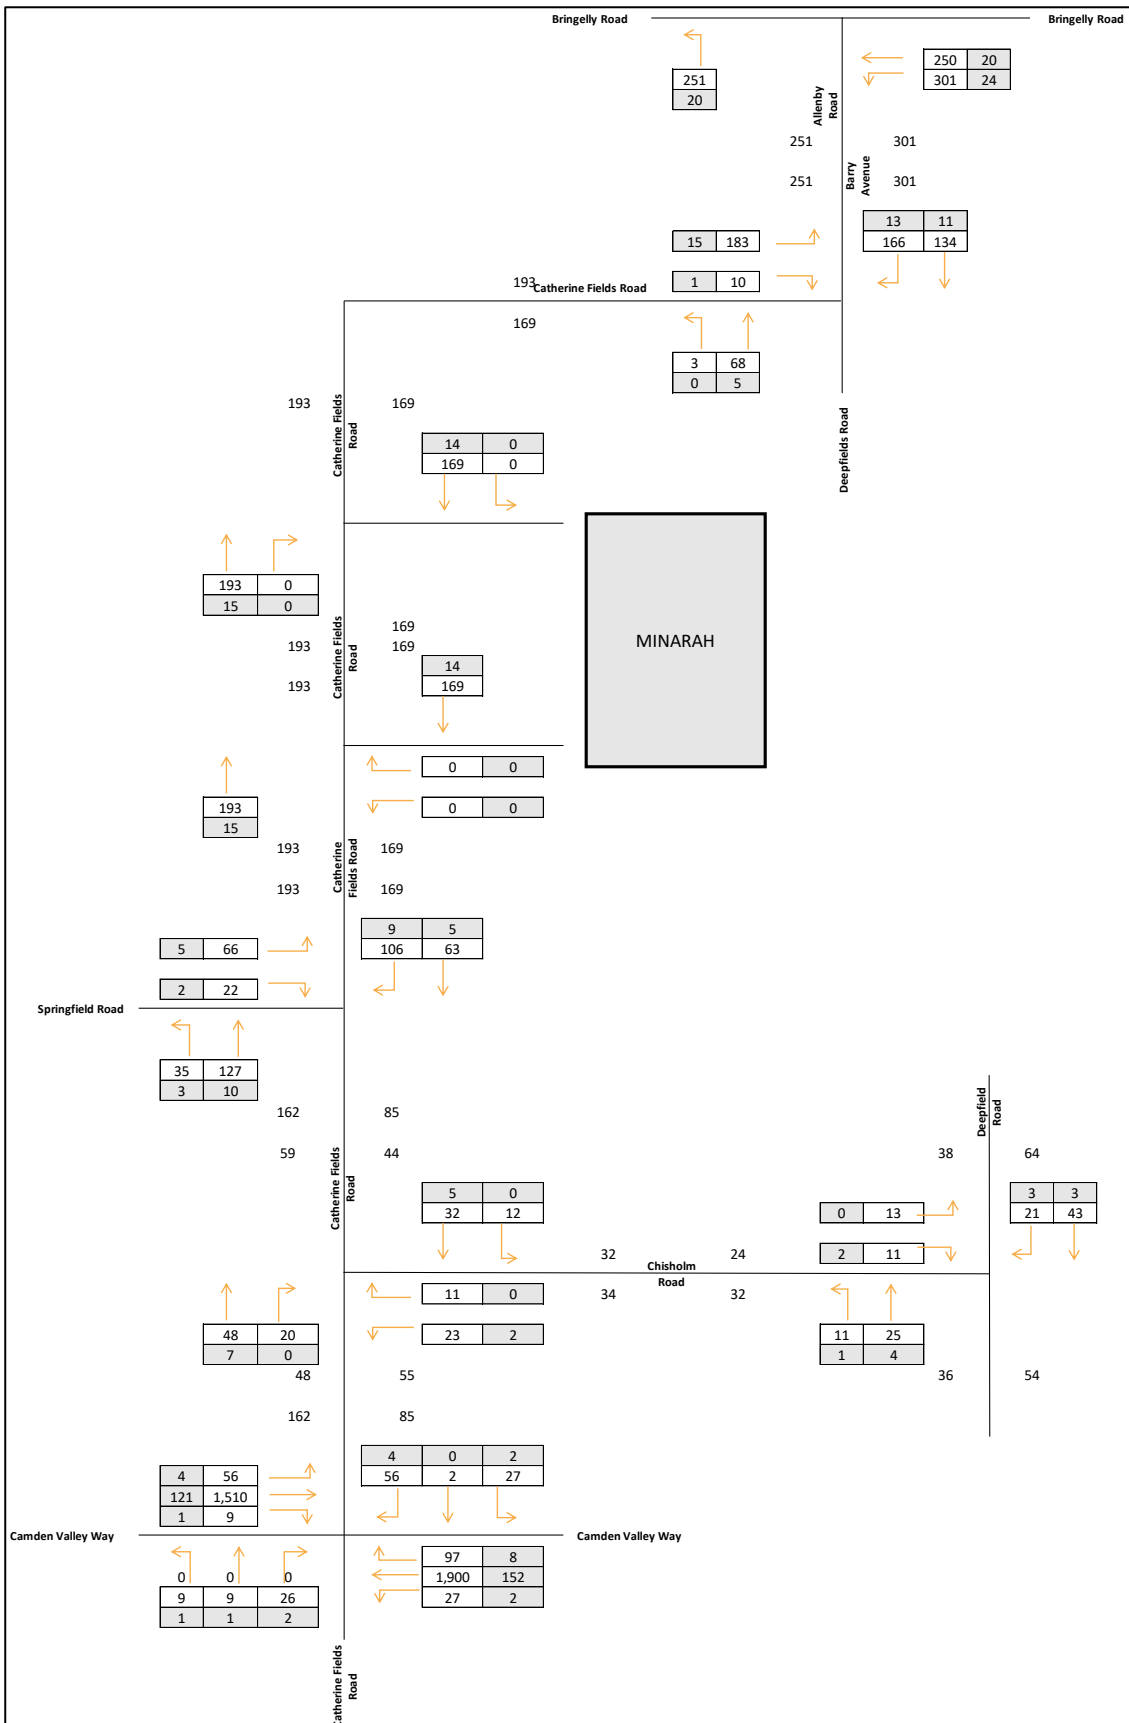 Bringelly Road Bringelly Road
250 20
251 301 24
20
Allenby
Road
251 301
Barry
Avenue
251 301
13 11
15 183 166 134
1 10
193
Catherine Fields Road
169
3 68
0 5
193 169
Catherine Fields
Road
Deepfields Road
14 0
169 0
193 0
15 0
169
193 169
Catherine Fields
Road
MINARAH
14
193 169
0 0
193 0 0
15
193 169
Catherine
Fields Road
193 169
9 5
5 66 106 63
2 22
Springfield Road
35 127
3 10
162 85
Deepfield
Road
59 44 38 64
Catherine Fields
Road
5 0 3 3
32 12 0 13 21 43
32 24 2 11
Chisholm
Road
11 0 34 32
48 20 23 2 11 25
7 0 1 4
48 55 36 54
162 85
4 0 2
4 56 56 2 27
121 1,510
1 9
Camden Valley Way Camden Valley Way
97 8
0 0 0 1,900 152
9 9 26 27 2
1 1 2
Catherine Fields
Road